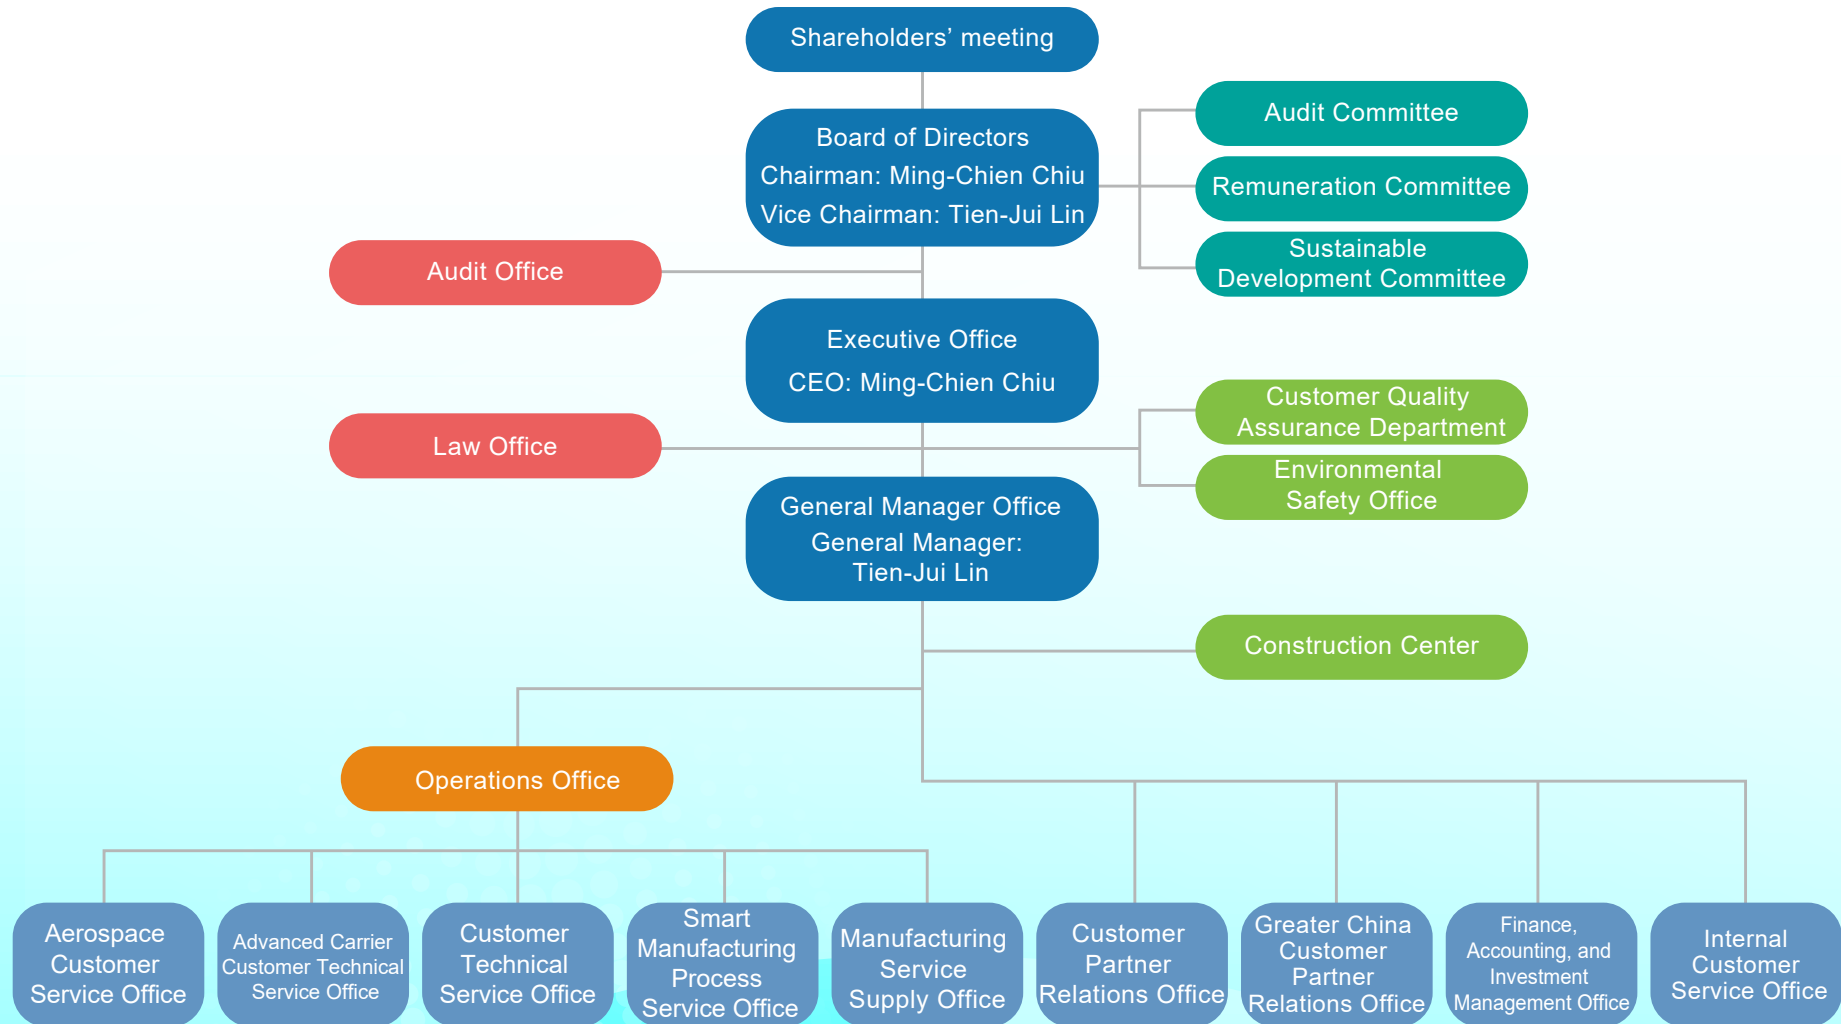 Shareholders’ meeting
Board of Directors
Chairman: Ming-Chien Chiu
Vice Chairman: Tien-Jui Lin
Audit Committee
Remuneration Committee
Sustainable
Development Committee
Audit Office
Executive Office
CEO: Ming-Chien Chiu
Law Office
Customer Quality
Assurance Department
Environmental
Safety Office
General Manager Office
General Manager:
Tien-Jui Lin
Construction Center
Operations Office
Aerospace
Customer
Service Office
Advanced Carrier
Customer Technical
Service Office
Customer
Technical
Service Office
Smart
Manufacturing
Process
Service Office
Manufacturing
Service
Supply Office
Customer
Partner
Relations Office
Greater China
Customer
Partner
Relations Office
Finance,
Accounting, and
Investment
Management Office
Internal
Customer
Service Office